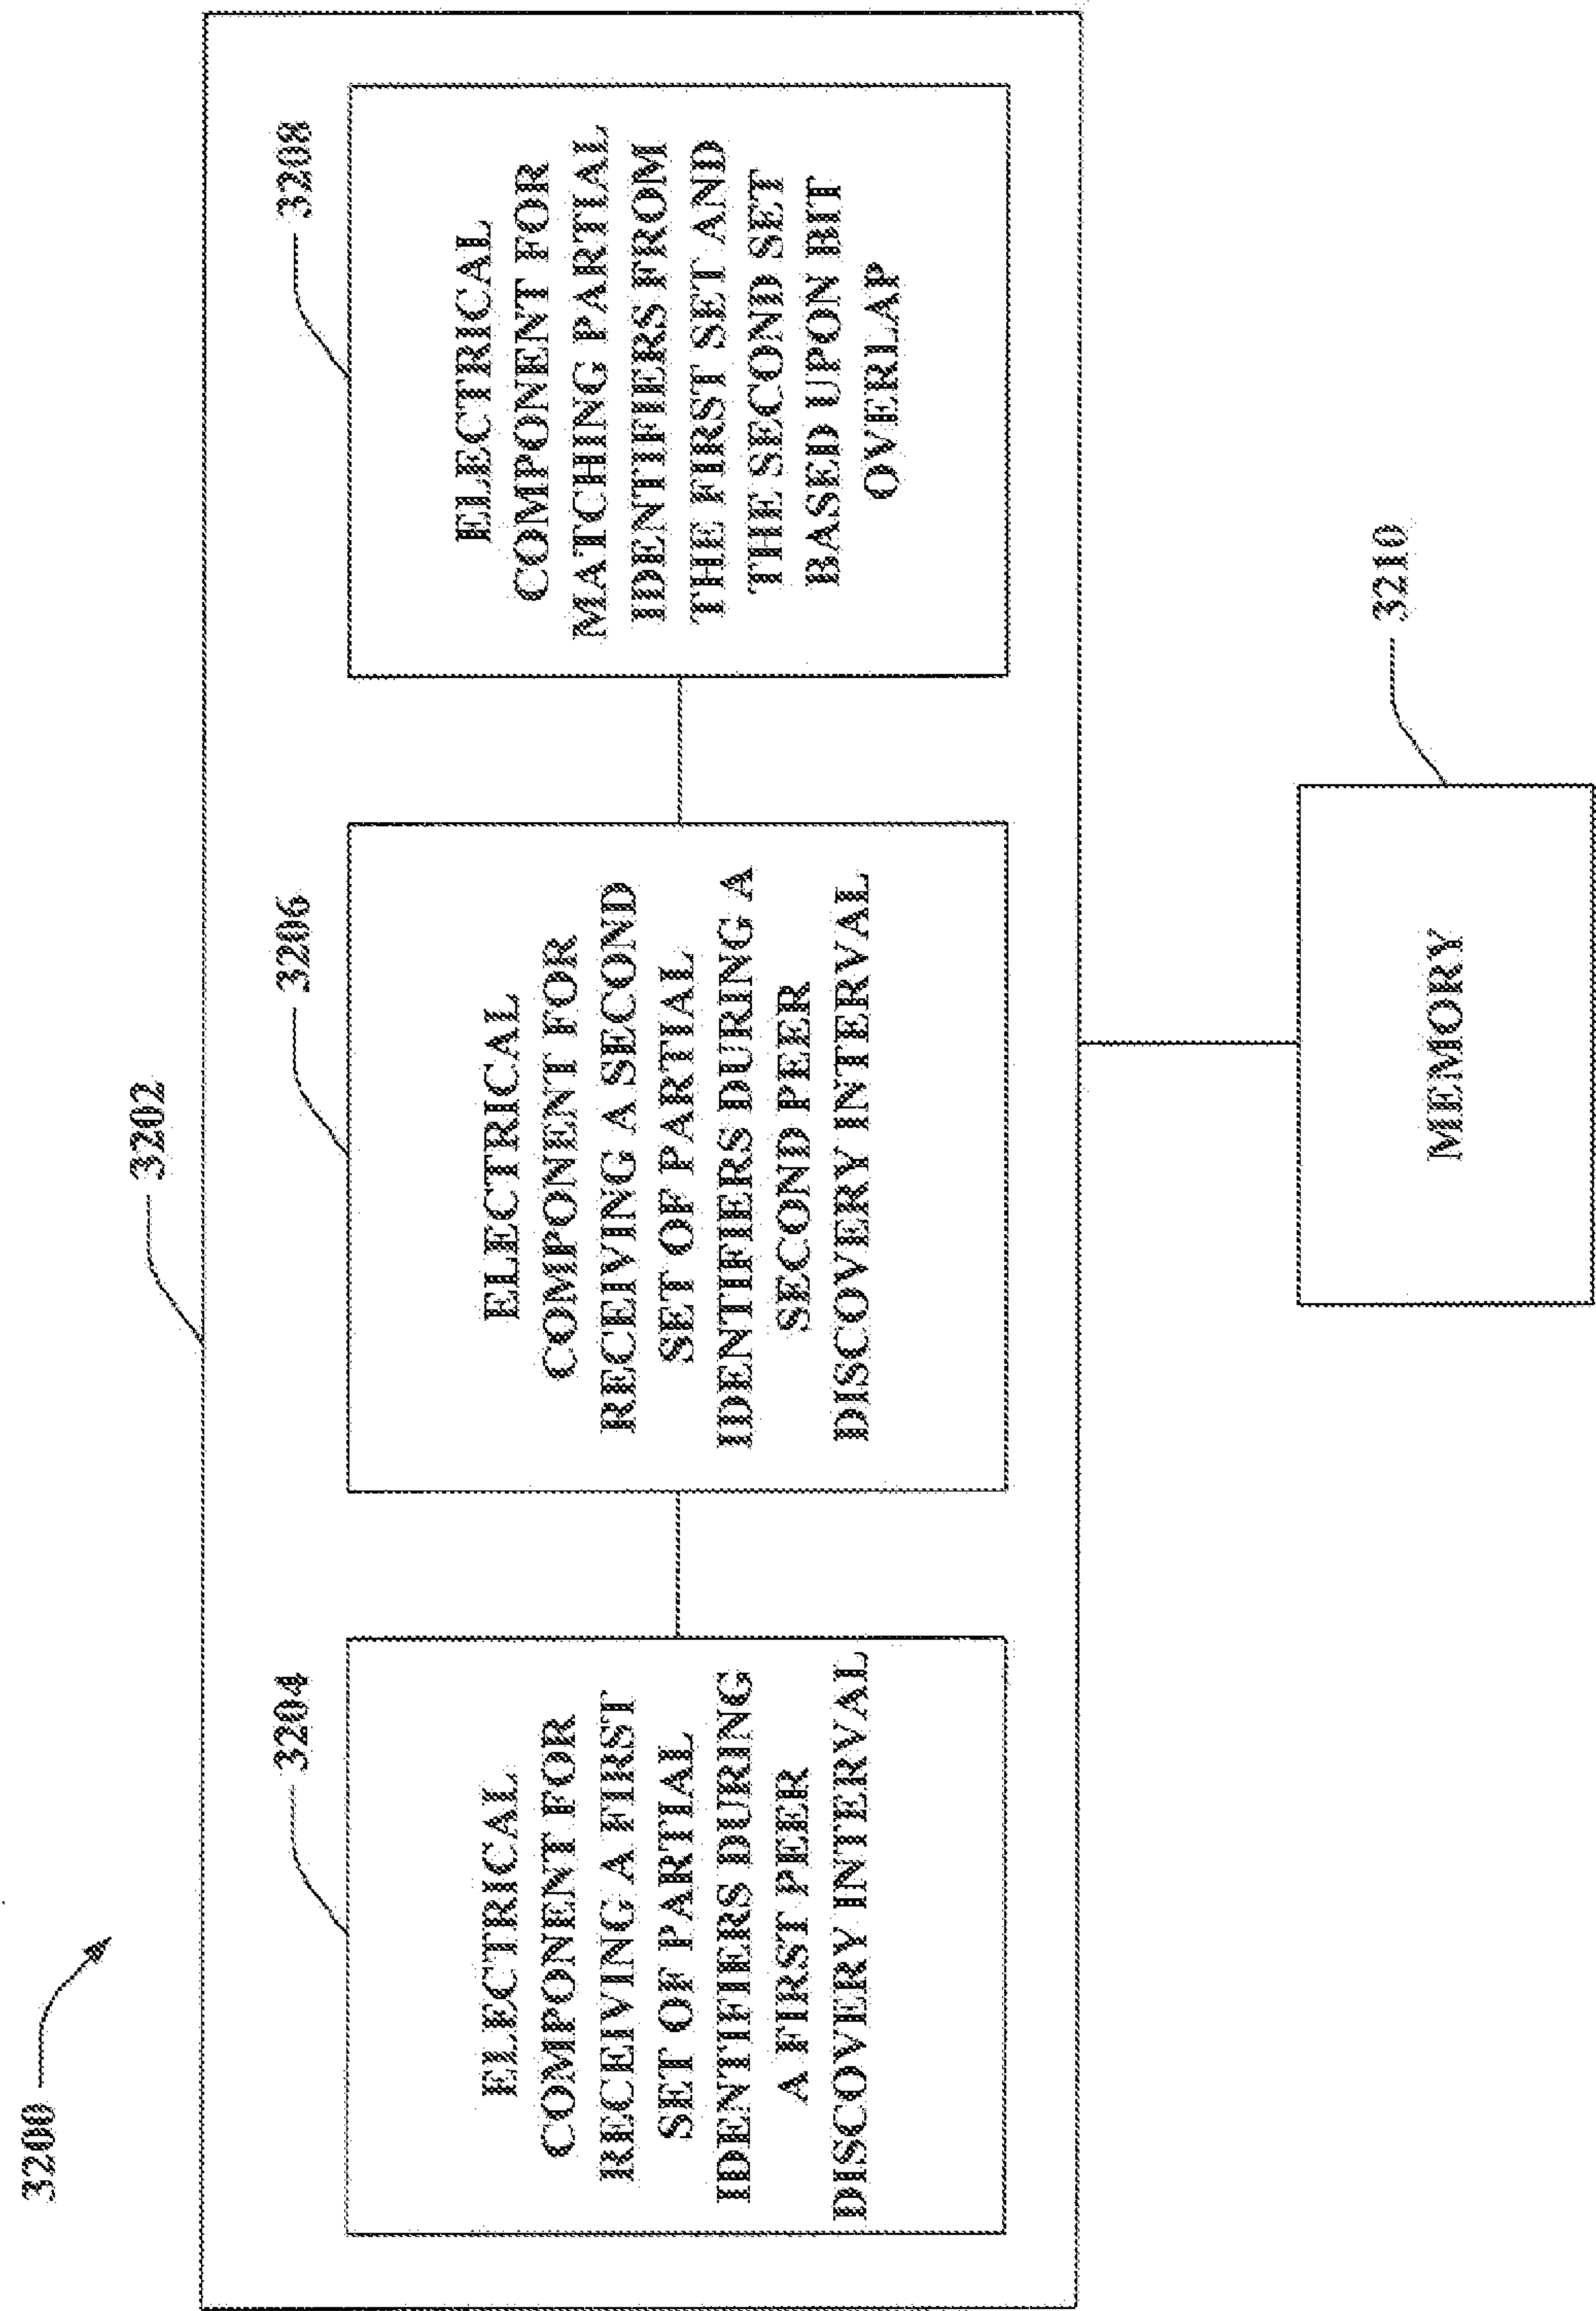 3200
3202
3204
ELECTRICAL
COMPONENT FOR
RECEIVING A FIRST
SET OF PARTIAL
IDENTIFIERS DURING
A FIRST PEER
DISCOVERY INTERVAL
3206
ELECTRICAL
COMPONENT FOR
RECEIVING A SECOND
SET OF PARTIAL
IDENTIFIERS DURING A
SECOND PEER
DISCOVERY INTERVAL
3208
ELECTRICAL
COMPONENT FOR
MATCHING PARTIAL
IDENTIFIERS FROM
THE FIRST SET AND
THE SECOND SET
BASED UPON BIT
OVERLAP
3210
MEMORY